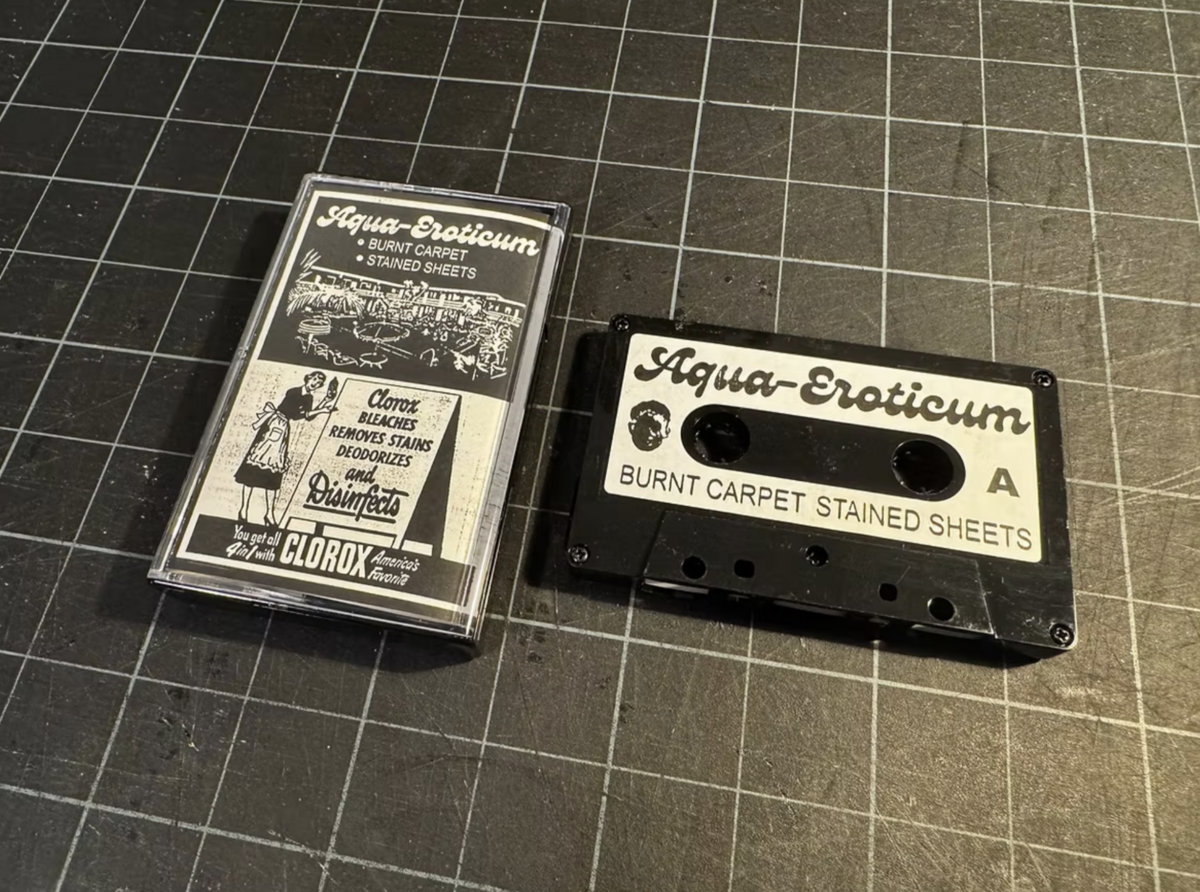 Aqua-Eroticum
• BURNT CARPET
• STAINED SHEETS
Clorox
BLEACHES
REMOVES STAINS
DEODORIZES
and
Disinfects
You get all
4 in 1 with
CLOROX
America's
Favorite
Aqua-Eroticum
A
BURNT CARPET STAINED SHEETS